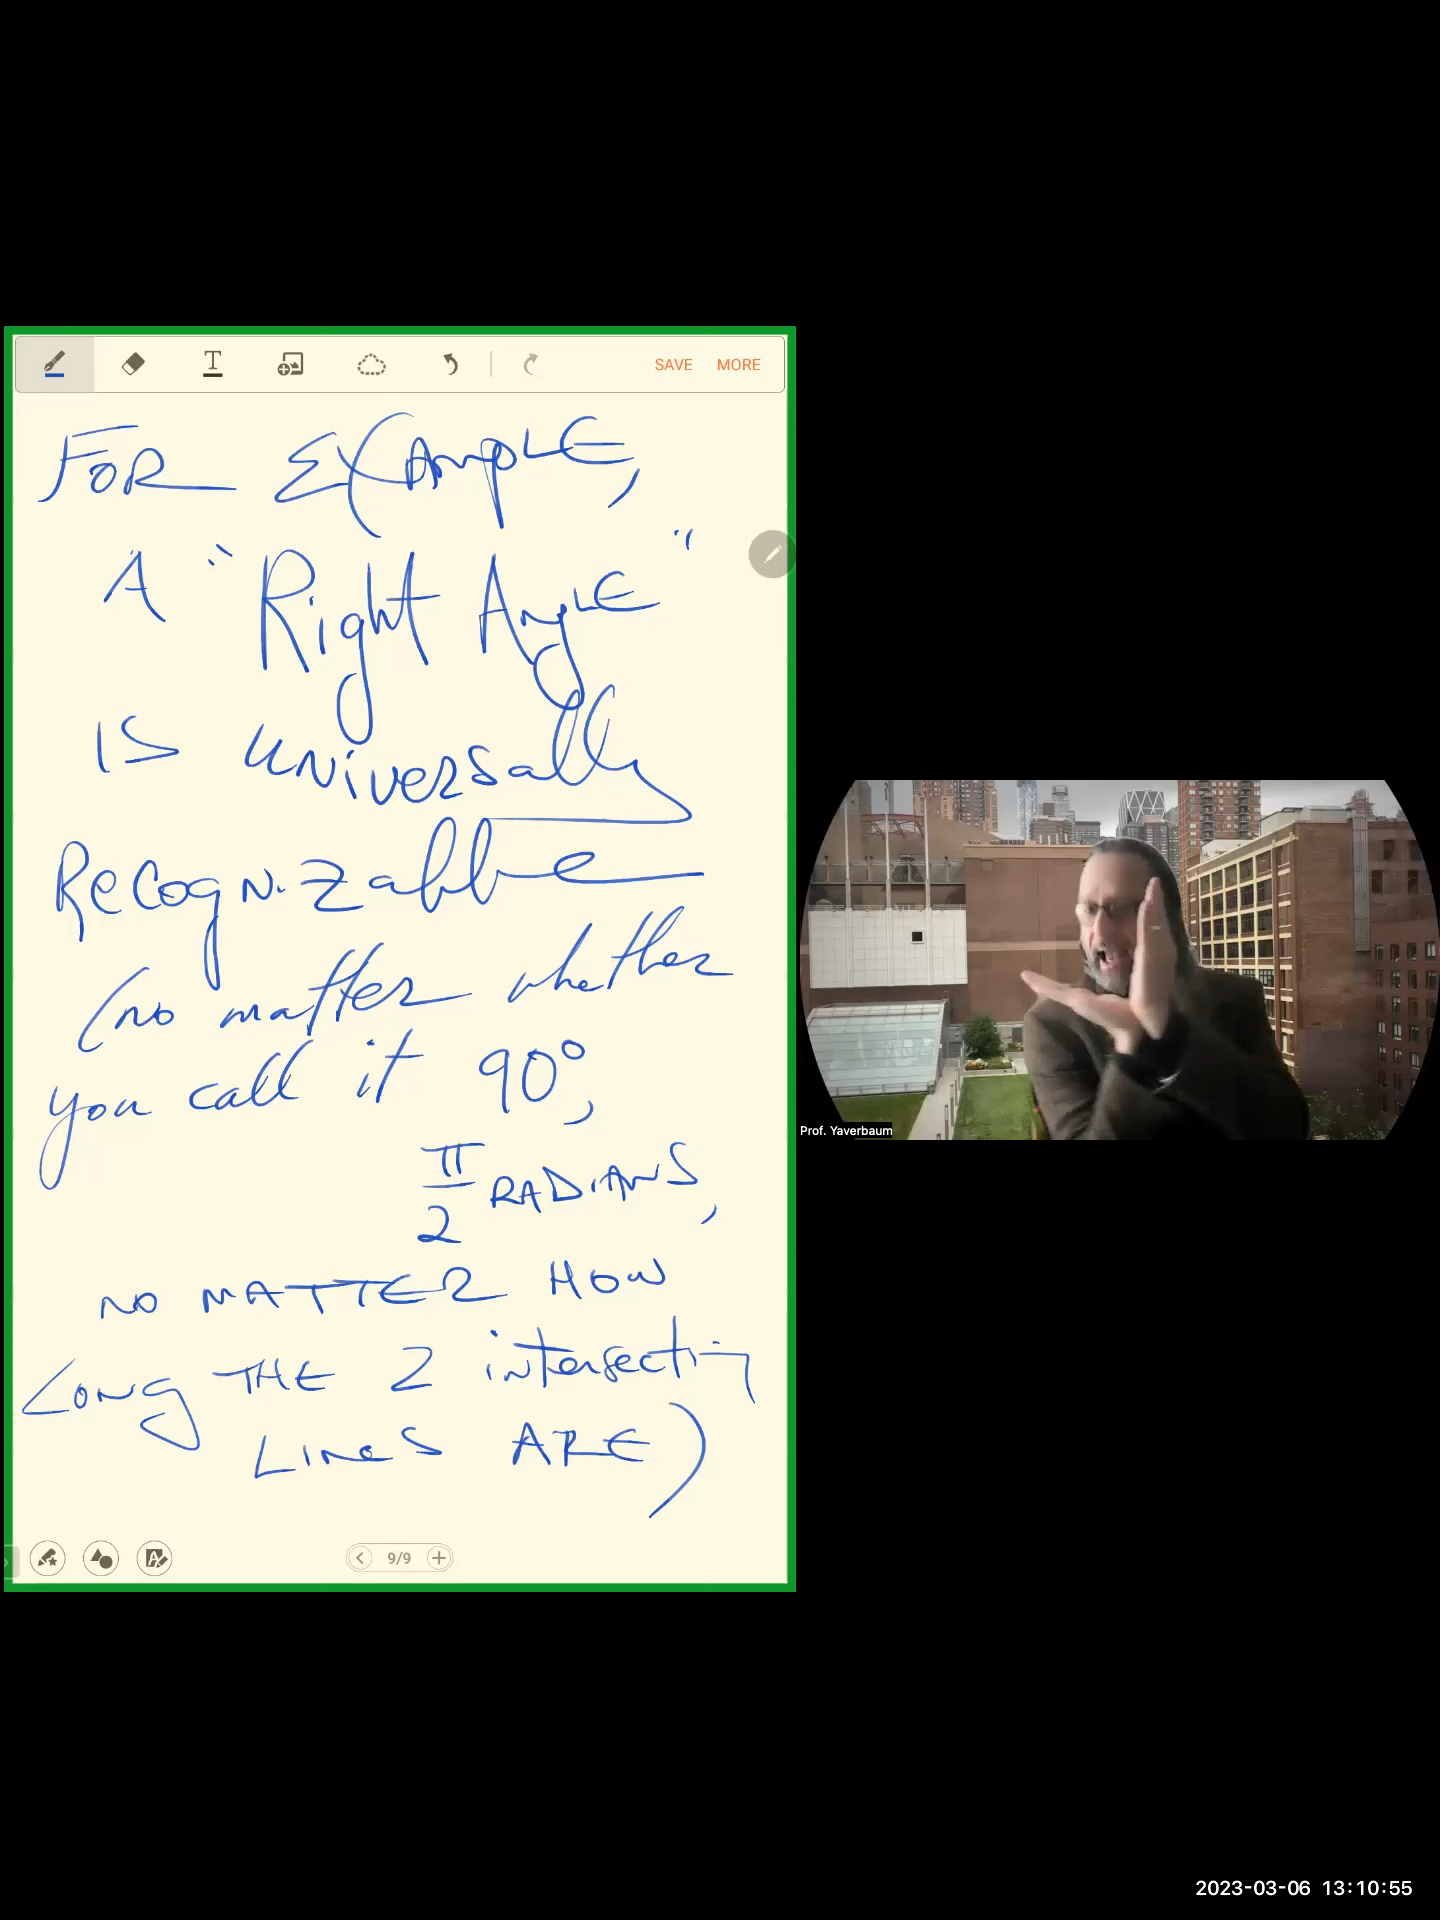 SAVE MORE
FOR EXAMPLE,
A "Right AngLE"
IS UNiveRsally
RecogNizable
(no matter whether
you call it 90°,
π/2 RADIANS,
NO MATTER HOW
LONG THE 2 intersecting
LINES ARE)
9/9
Prof. Yaverbaum
2023-03-06 13:10:55